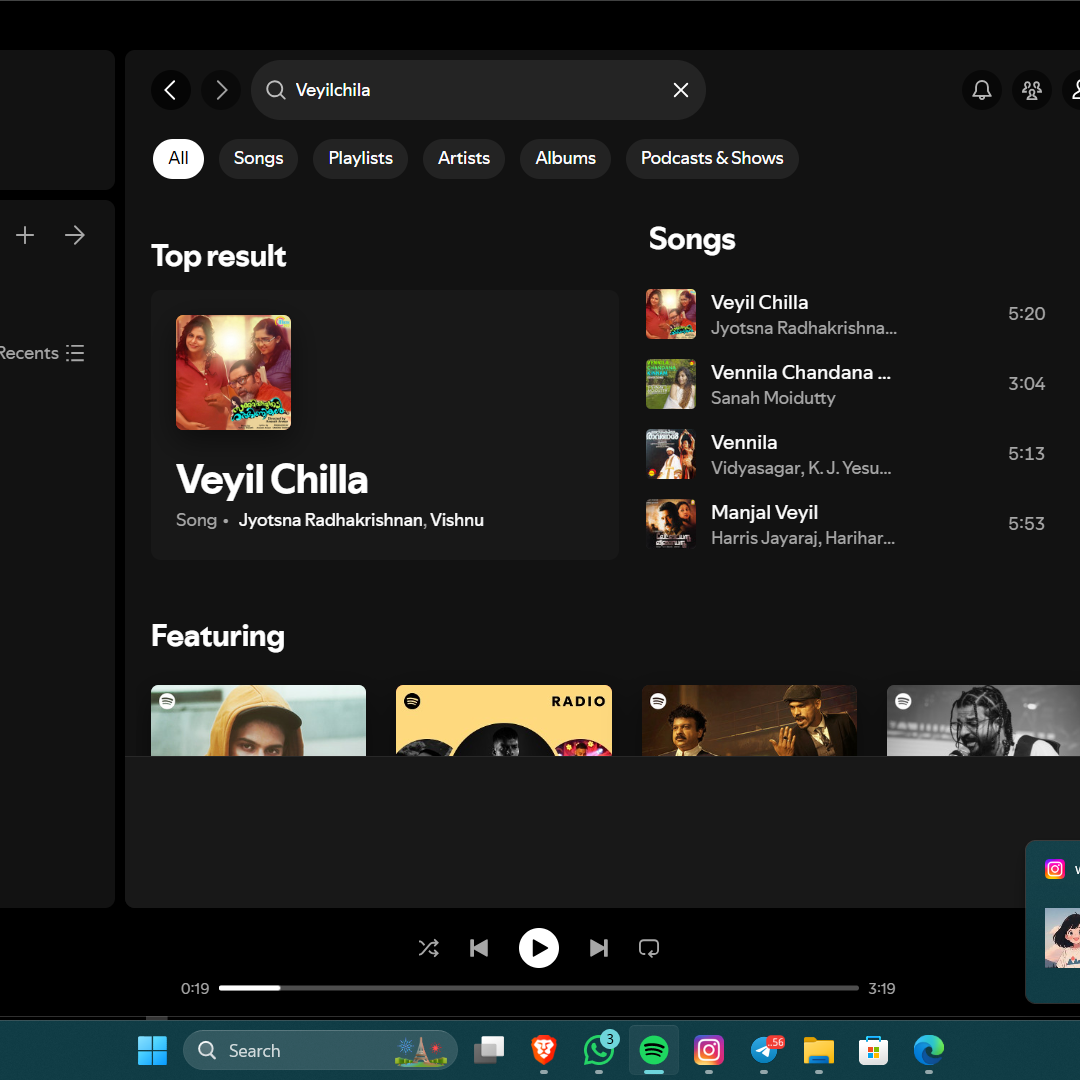 Veyilchila
All
Songs
Playlists
Artists
Albums
Podcasts & Shows
Recents
Top result
Veyil Chilla
Song • Jyotsna Radhakrishnan, Vishnu
Songs
Veyil Chilla
Jyotsna Radhakrishna...
5:20
Vennila Chandana ...
Sanah Moidutty
3:04
Vennila
Vidyasagar, K. J. Yesu...
5:13
Manjal Veyil
Harris Jayaraj, Harihar...
5:53
Featuring
RADIO
0:19
3:19
Search
3
.56